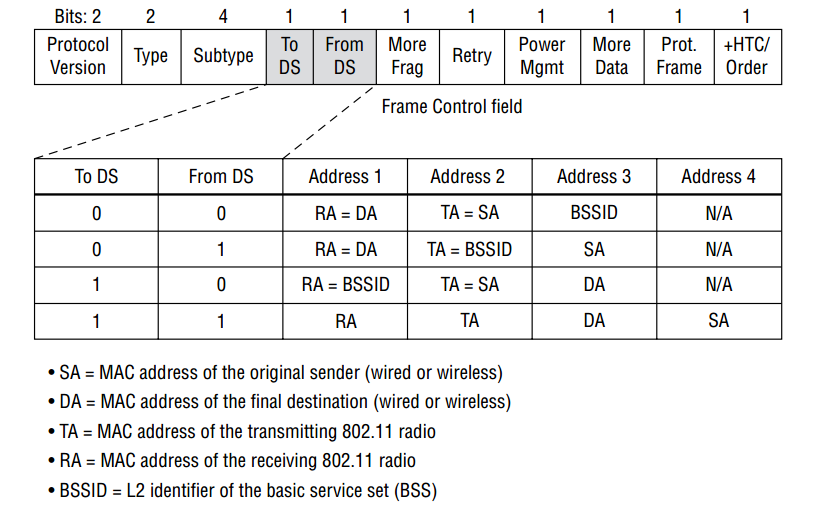 Bits: 2 2 4 1 1 1 1 1 1 1 1
Protocol Version Type Subtype To DS From DS More Frag Retry Power Mgmt More Data Prot. Frame +HTC/ Order
Frame Control field
To DS From DS Address 1 Address 2 Address 3 Address 4
0 0 RA = DA TA = SA BSSID N/A
0 1 RA = DA TA = BSSID SA N/A
1 0 RA = BSSID TA = SA DA N/A
1 1 RA TA DA SA
• SA = MAC address of the original sender (wired or wireless)
• DA = MAC address of the final destination (wired or wireless)
• TA = MAC address of the transmitting 802.11 radio
• RA = MAC address of the receiving 802.11 radio
• BSSID = L2 identifier of the basic service set (BSS)